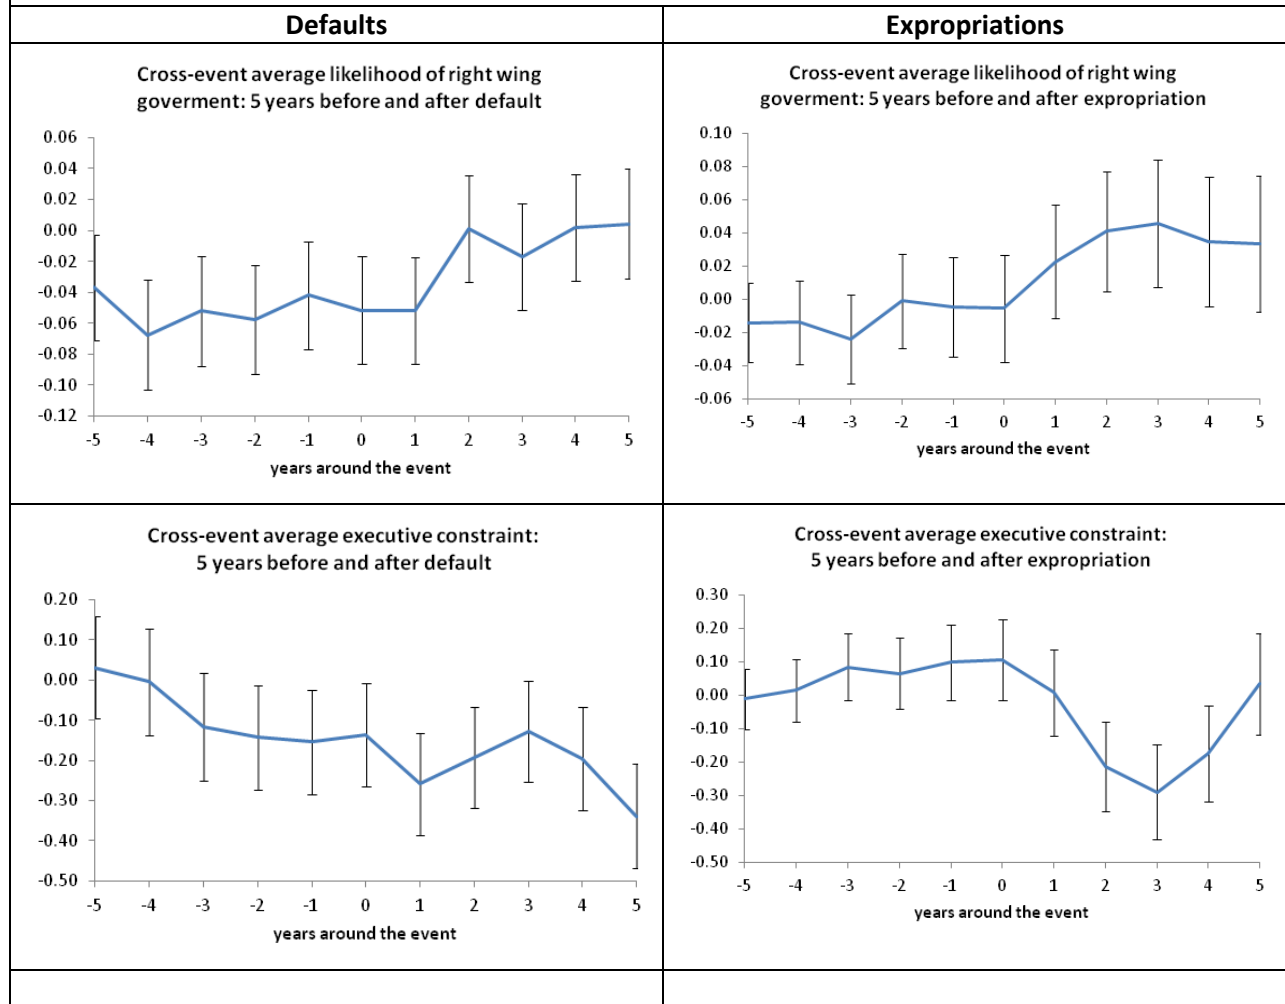 Defaults
Expropriations
Cross-event average likelihood of right wing
goverment: 5 years before and after default
0.06
0.04
0.02
0.00
-0.02
-0.04
-0.06
-0.08
-0.10
-0.12
-5 -4 -3 -2 -1 0 1 2 3 4 5
years around the event
Cross-event average likelihood of right wing
goverment: 5 years before and after expropriation
0.10
0.08
0.06
0.04
0.02
0.00
-0.02
-0.04
-0.06
-5 -4 -3 -2 -1 0 1 2 3 4 5
years around the event
Cross-event average executive constraint:
5 years before and after default
0.20
0.10
0.00
-0.10
-0.20
-0.30
-0.40
-0.50
-5 -4 -3 -2 -1 0 1 2 3 4 5
years around the event
Cross-event average executive constraint:
5 years before and after expropriation
0.30
0.20
0.10
0.00
-0.10
-0.20
-0.30
-0.40
-0.50
-5 -4 -3 -2 -1 0 1 2 3 4 5
years around the event